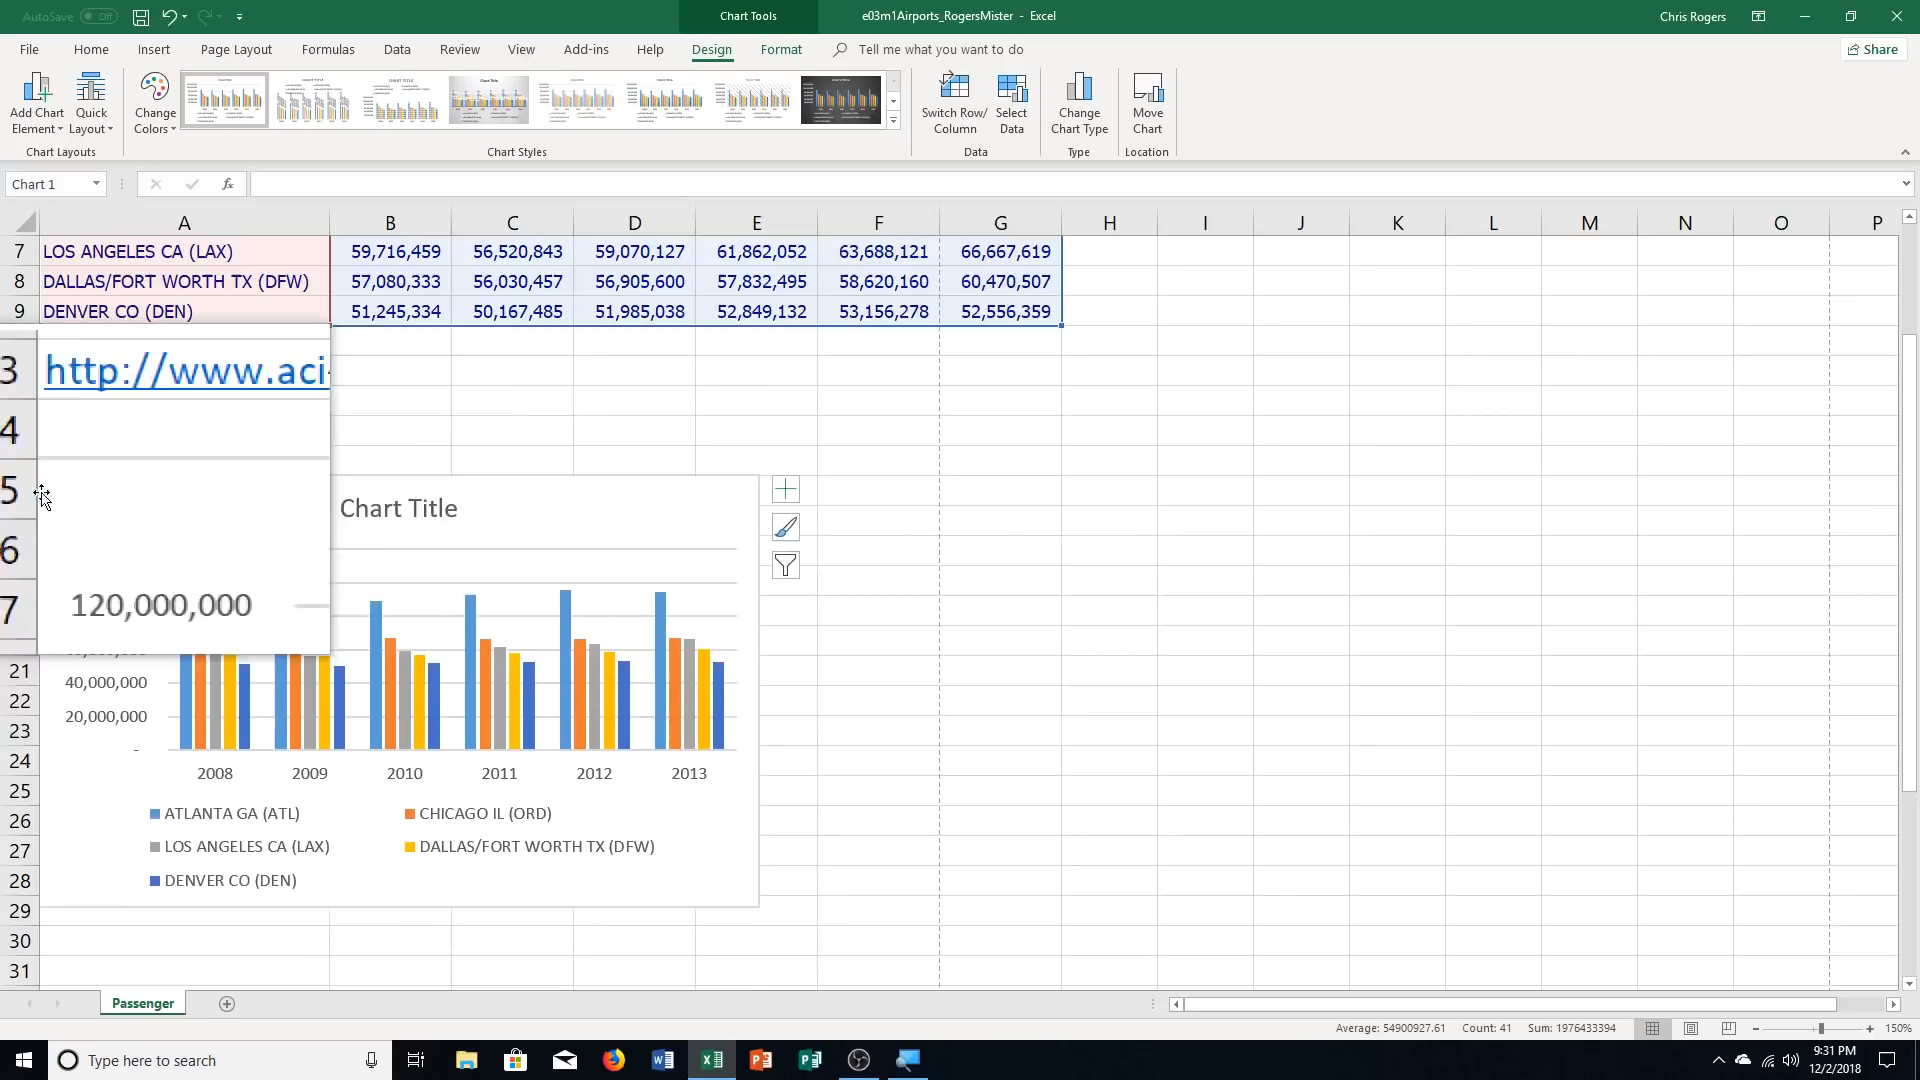 AutoSave Off
Chart Tools
e03m1Airports_RogersMister - Excel
Chris Rogers
File Home Insert Page Layout Formulas Data Review View Add-ins Help Design Format Tell me what you want to do
Share
Add Chart Element
Quick Layout
Change Colors
Switch Row/ Column
Select Data
Change Chart Type
Move Chart
Chart Layouts
Chart Styles
Data
Type
Location
Chart 1
fx
A B C D E F G H I J K L M N O P
7 LOS ANGELES CA (LAX) 59,716,459 56,520,843 59,070,127 61,862,052 63,688,121 66,667,619
8 DALLAS/FORT WORTH TX (DFW) 57,080,333 56,030,457 56,905,600 57,832,495 58,620,160 60,470,507
9 DENVER CO (DEN) 51,245,334 50,167,485 51,985,038 52,849,132 53,156,278 52,556,359
3 http://www.aci-
4
5
6
7
120,000,000
Chart Title
21
22
23
24
25
26
27
28
29
30
31
40,000,000
20,000,000
-
2008 2009 2010 2011 2012 2013
ATLANTA GA (ATL) CHICAGO IL (ORD)
LOS ANGELES CA (LAX) DALLAS/FORT WORTH TX (DFW)
DENVER CO (DEN)
Passenger
Average: 54900927.61 Count: 41 Sum: 1976433394
150%
Type here to search
9:31 PM
12/2/2018